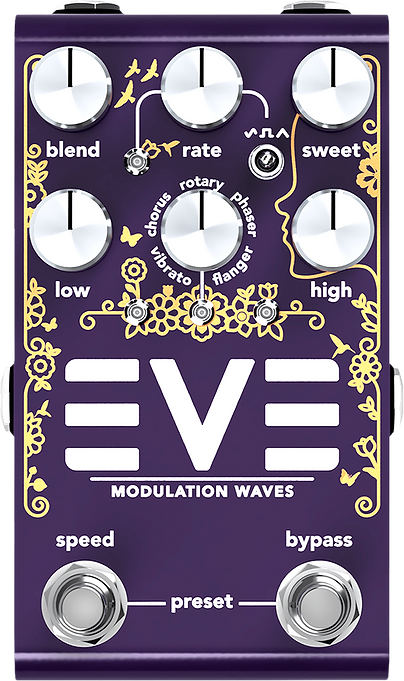 blend
rate
sweet
chorus
rotary
phaser
vibrato
flanger
low
high
EVE
MODULATION WAVES
speed
bypass
preset